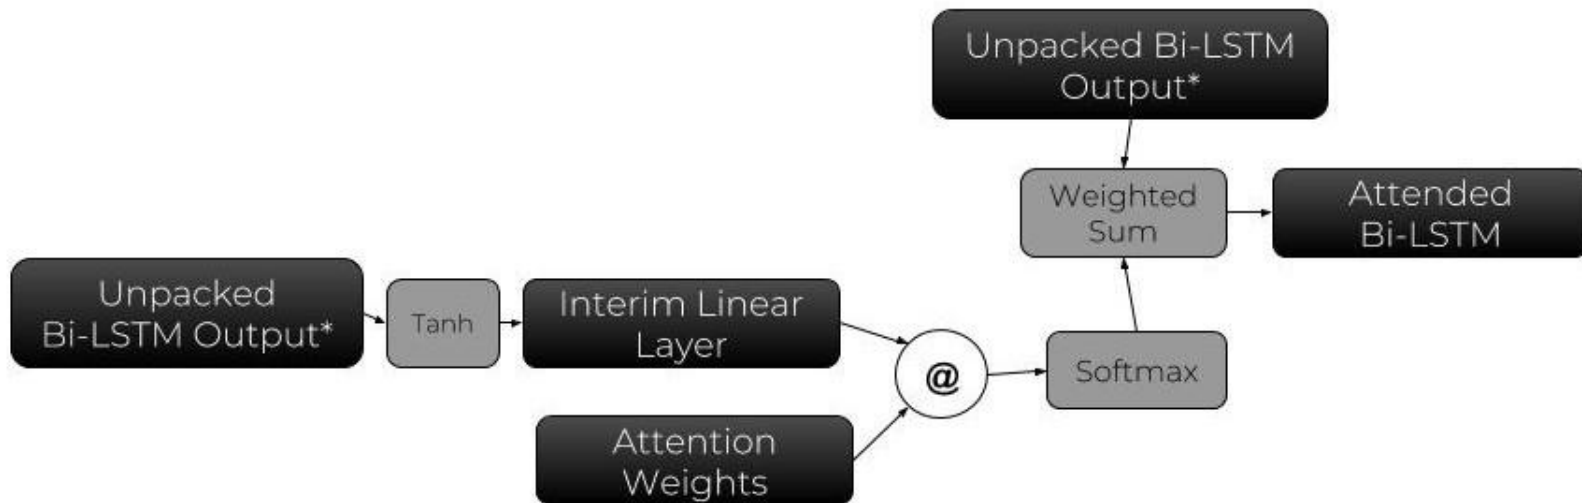 Unpacked Bi-LSTM
Output*
Weighted
Sum
Attended
Bi-LSTM
Unpacked
Bi-LSTM Output*
Tanh
Interim Linear
Layer
@
Softmax
Attention
Weights